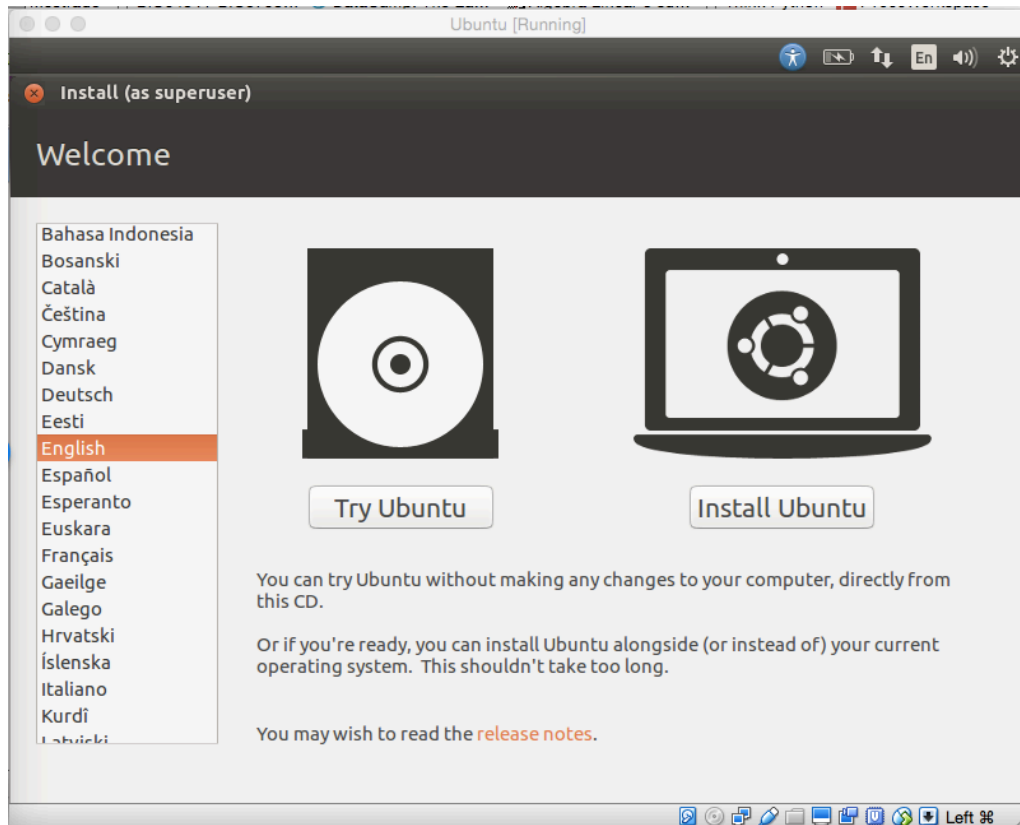 Ubuntu [Running]
En
Install (as superuser)
Welcome
Bahasa Indonesia
Bosanski
Català
Čeština
Cymraeg
Dansk
Deutsch
Eesti
English
Español
Esperanto
Euskara
Français
Gaeilge
Galego
Hrvatski
Íslenska
Italiano
Kurdî
Latviski
Try Ubuntu
Install Ubuntu
You can try Ubuntu without making any changes to your computer, directly from
this CD.
Or if you're ready, you can install Ubuntu alongside (or instead of) your current
operating system. This shouldn't take too long.
You may wish to read the release notes.
Left ⌘